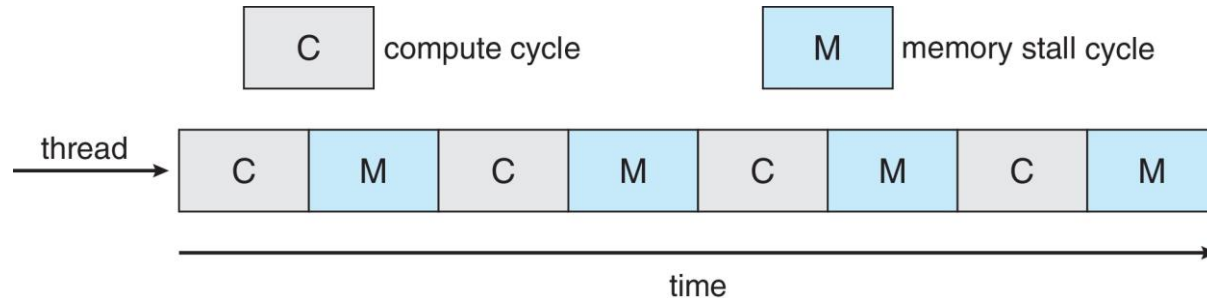 C compute cycle M memory stall cycle
thread
C M C M C M C M
time